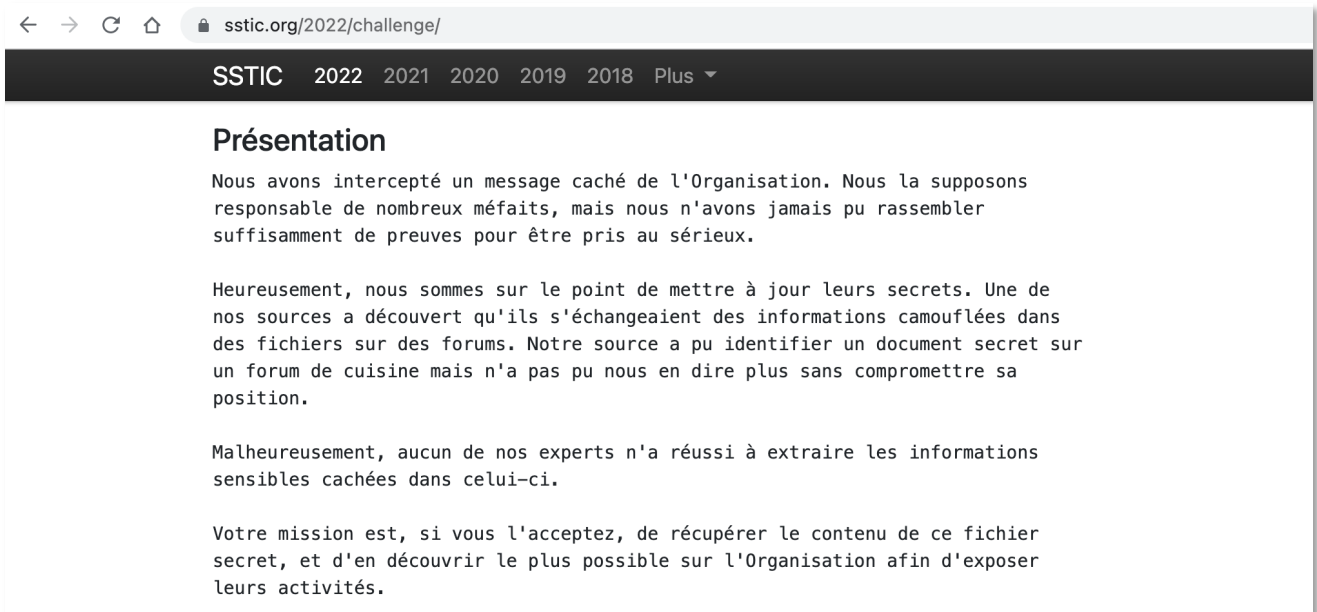 sstic.org/2022/challenge/
SSTIC 2022 2021 2020 2019 2018 Plus
Présentation
Nous avons intercepté un message caché de l'Organisation. Nous la supposons
responsable de nombreux méfaits, mais nous n'avons jamais pu rassembler
suffisamment de preuves pour être pris au sérieux.
Heureusement, nous sommes sur le point de mettre à jour leurs secrets. Une de
nos sources a découvert qu'ils s'échangeaient des informations camouflées dans
des fichiers sur des forums. Notre source a pu identifier un document secret sur
un forum de cuisine mais n'a pas pu nous en dire plus sans compromettre sa
position.
Malheureusement, aucun de nos experts n'a réussi à extraire les informations
sensibles cachées dans celui-ci.
Votre mission est, si vous l'acceptez, de récupérer le contenu de ce fichier
secret, et d'en découvrir le plus possible sur l'Organisation afin d'exposer
leurs activités.